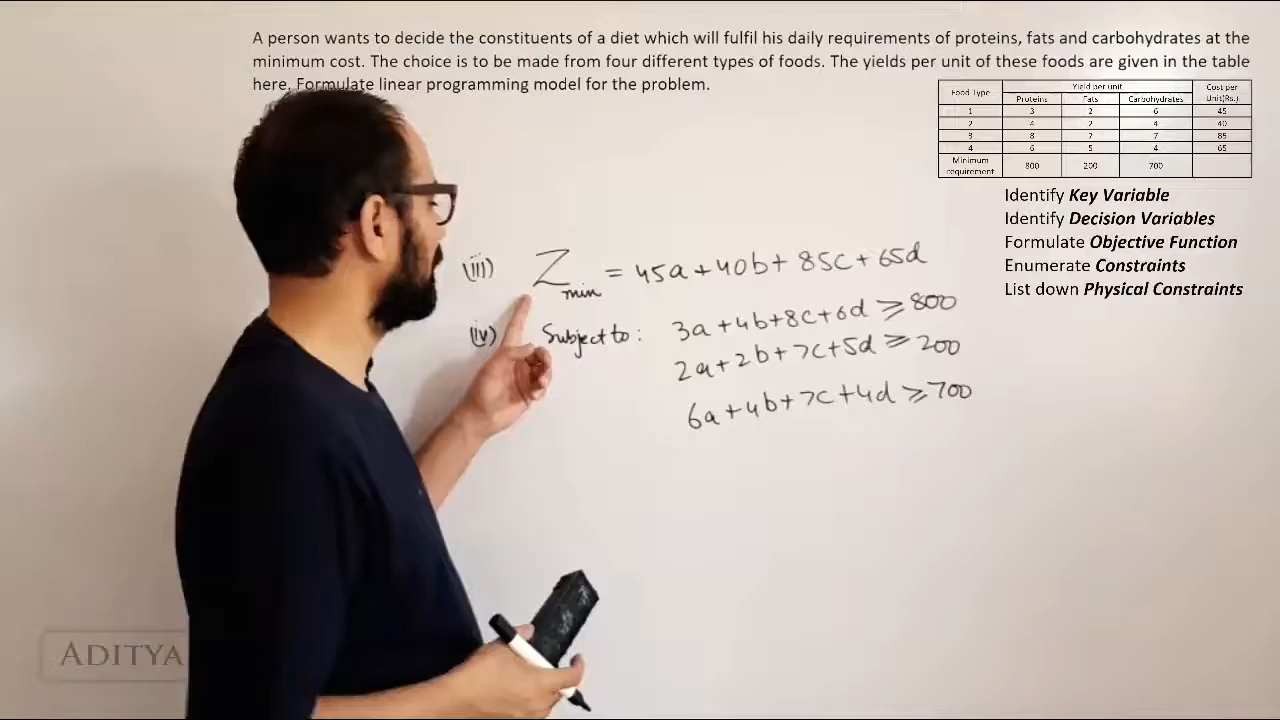 A person wants to decide the constituents of a diet which will fulfil his daily requirements of proteins, fats and carbohydrates at the
minimum cost. The choice is to be made from four different types of foods. The yields per unit of these foods are given in the table
here. Formulate linear programming model for the problem.
Food Type Yield per unit Cost per Unit(Rs.)
Proteins Fats Carbohydrates
1 3 2 6 45
2 4 2 4 40
3 8 7 7 85
4 6 5 4 65
Minimum requirement 800 200 700
Identify Key Variable
Identify Decision Variables
Formulate Objective Function
Enumerate Constraints
List down Physical Constraints
(iii) Z min = 45a+40b+85c+65d
(iv) Subject to: 3a+4b+8c+6d ≥ 800
2a+2b+7c+5d ≥ 200
6a+4b+7c+4d ≥ 700
ADITYA